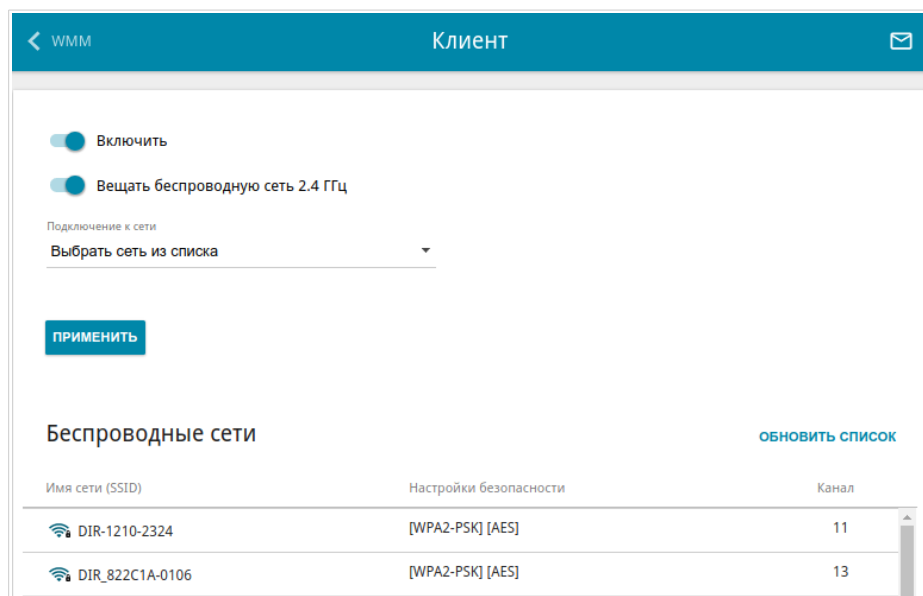 WMM Клиент
Включить
Вещать беспроводную сеть 2.4 ГГц
Подключение к сети
Выбрать сеть из списка
ПРИМЕНИТЬ
Беспроводные сети ОБНОВИТЬ СПИСОК
Имя сети (SSID) Настройки безопасности Канал
DIR-1210-2324 [WPA2-PSK] [AES] 11
DIR_822C1A-0106 [WPA2-PSK] [AES] 13